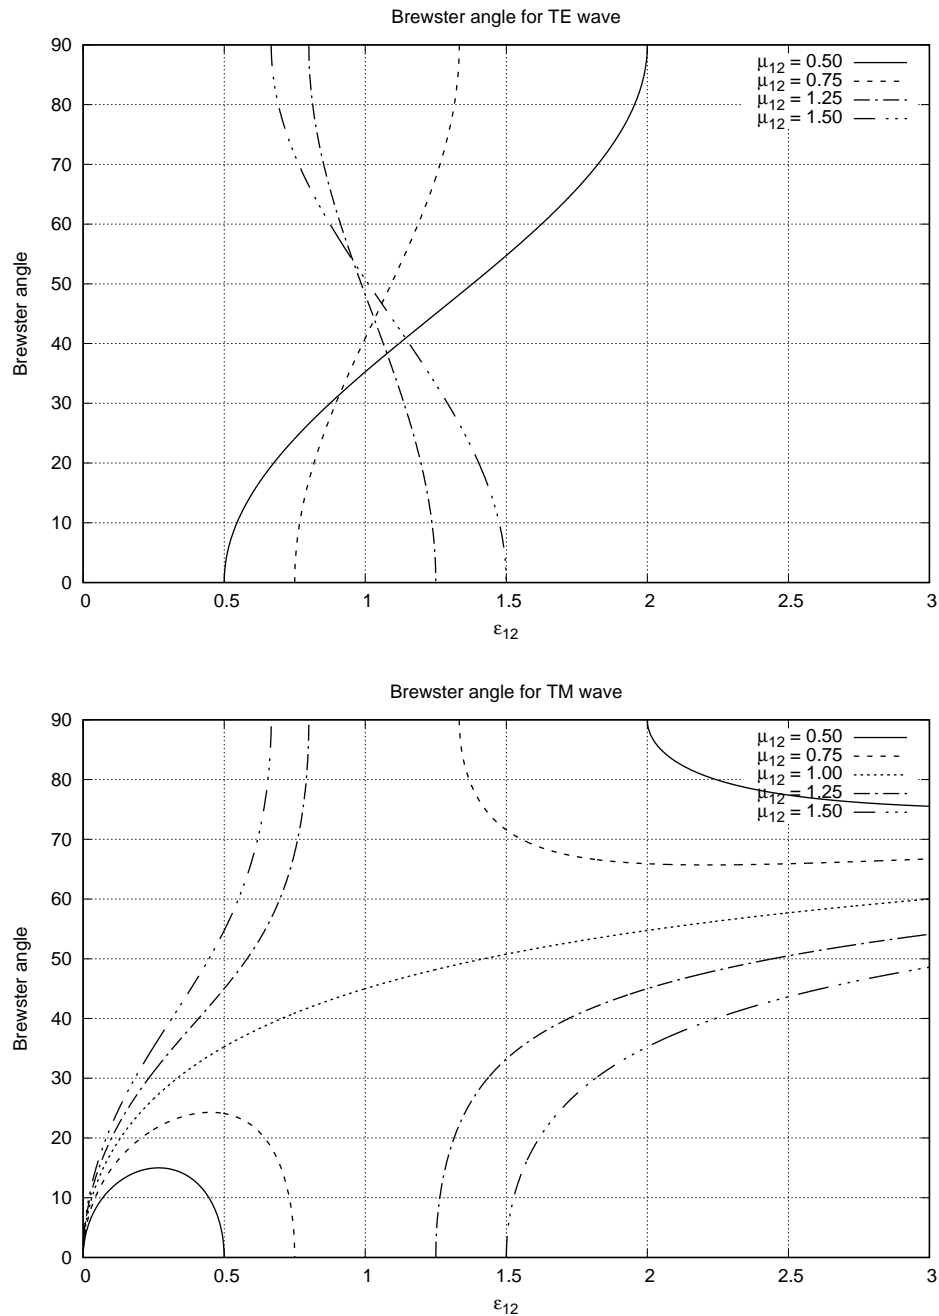 Brewster angle for TE wave
90
80
70
60
50
40
30
20
10
0
Brewster angle
μ12 = 0.50
μ12 = 0.75
μ12 = 1.25
μ12 = 1.50
0 0.5 1 1.5 2 2.5 3
ε12
Brewster angle for TM wave
90
80
70
60
50
40
30
20
10
0
Brewster angle
μ12 = 0.50
μ12 = 0.75
μ12 = 1.00
μ12 = 1.25
μ12 = 1.50
0 0.5 1 1.5 2 2.5 3
ε12